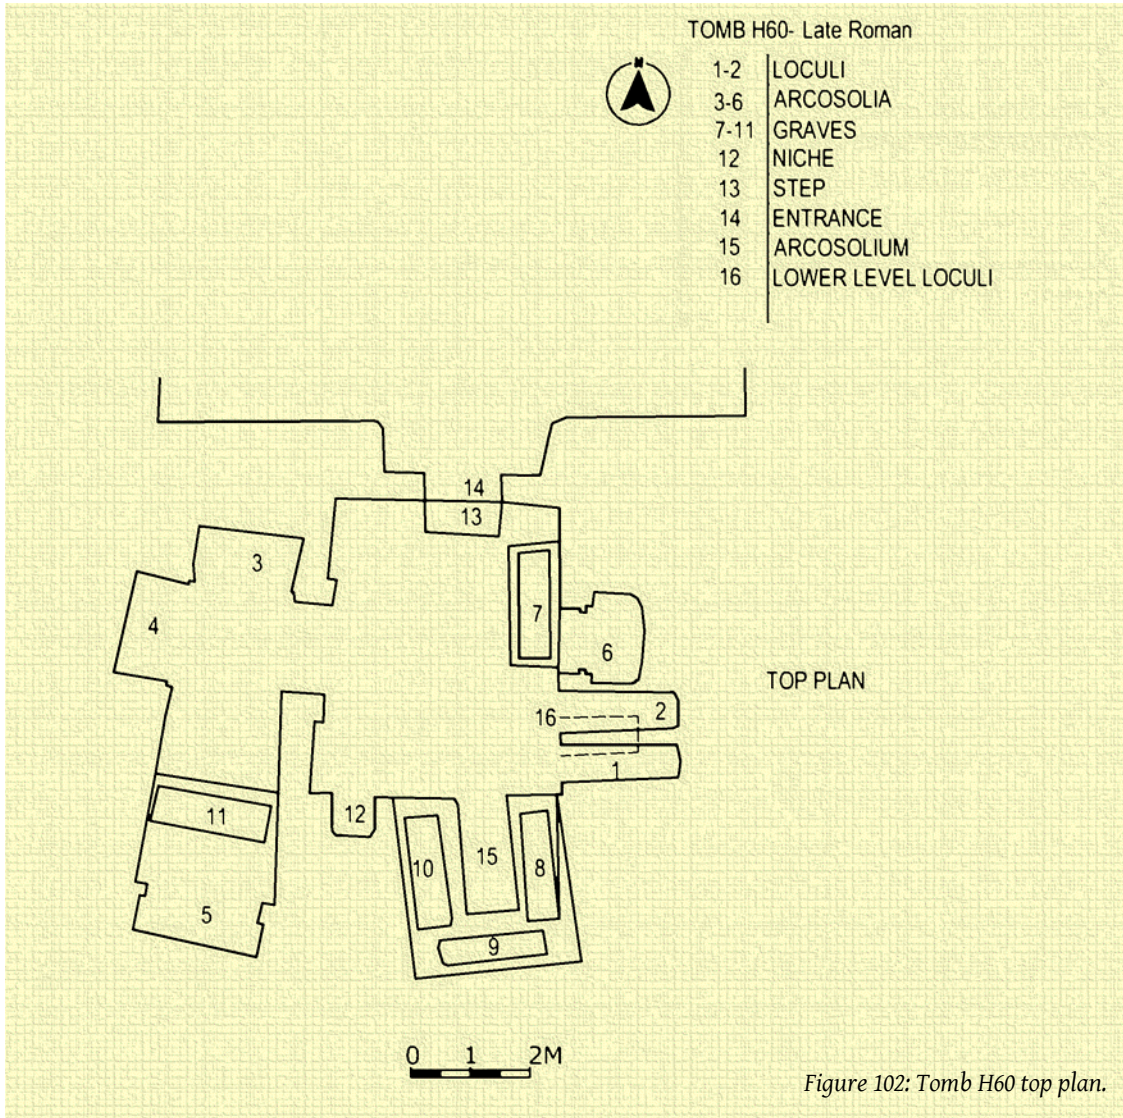 TOMB H60- Late Roman
N
1-2 LOCULI
3-6 ARCOSOLIA
7-11 GRAVES
12 NICHE
13 STEP
14 ENTRANCE
15 ARCOSOLIUM
16 LOWER LEVEL LOCULI
14
13
3
4
7
6
TOP PLAN
16
2
1
11
12
10
15
8
5
9
0 1 2M
Figure 102: Tomb H60 top plan.